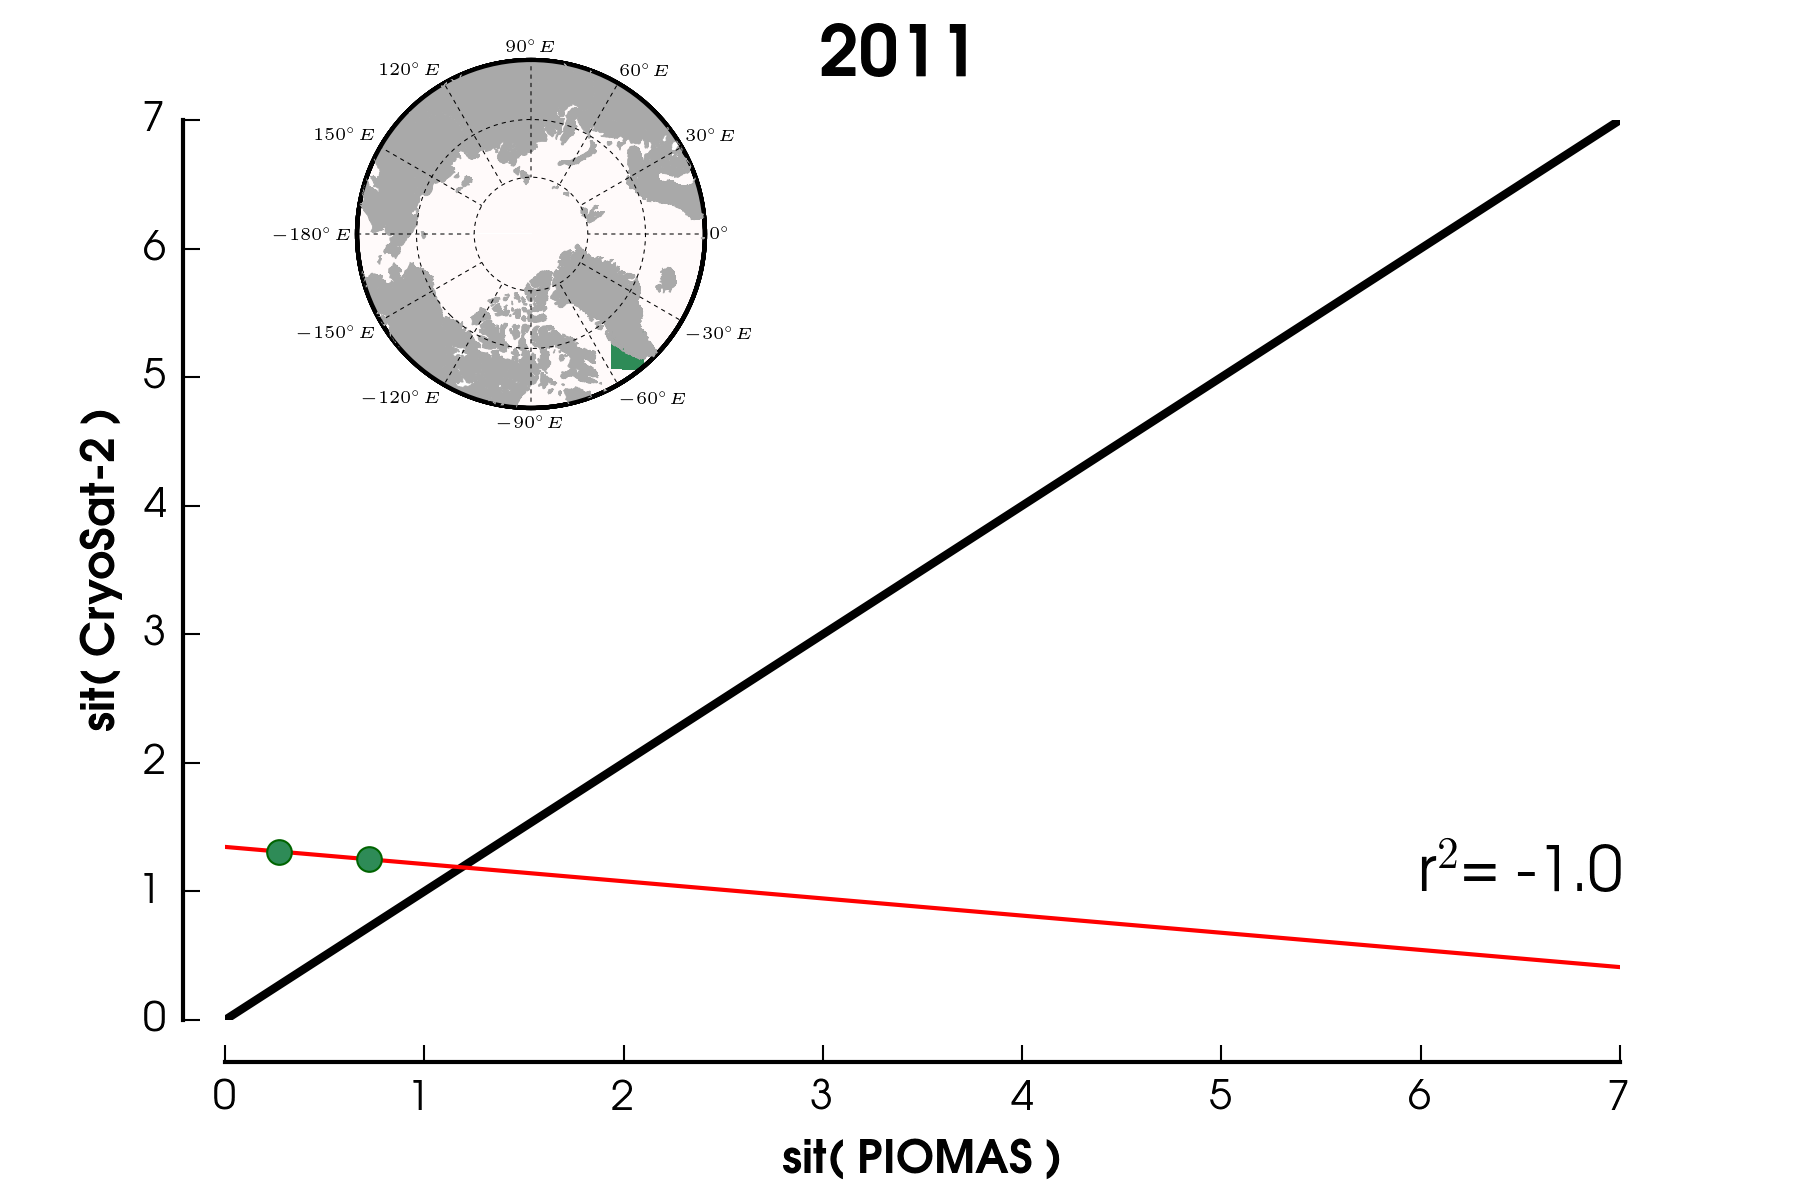 2011
90° E
120° E
60° E
150° E
30° E
−180° E
0°
−150° E
−30° E
−120° E
−60° E
−90° E
7
6
5
4
3
2
1
0
sit( CryoSat-2 )
r²= -1.0
0 1 2 3 4 5 6 7
sit( PIOMAS )